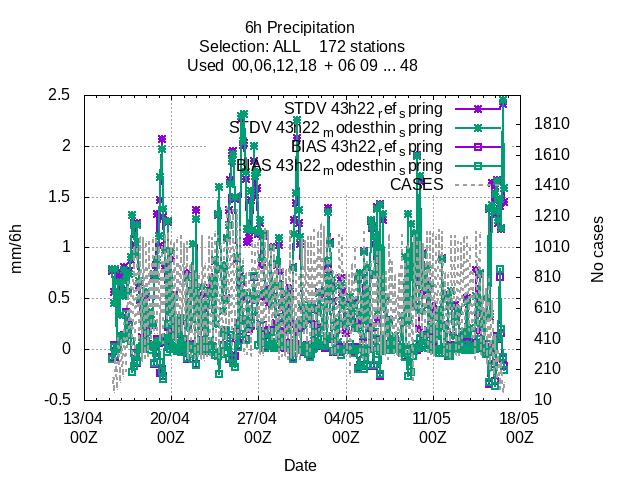 6h Precipitation
Selection: ALL 172 stations
Used 00,06,12,18 + 06 09 ... 48
STDV 43h22_ref_spring
STDV 43h22_modesthin_spring
BIAS 43h22_ref_spring
BIAS 43h22_modesthin_spring
CASES
mm/6h
2.5
2
1.5
1
0.5
0
-0.5
No cases
1810
1610
1410
1210
1010
810
610
410
210
10
13/04 00Z
20/04 00Z
27/04 00Z
04/05 00Z
11/05 00Z
18/05 00Z
Date